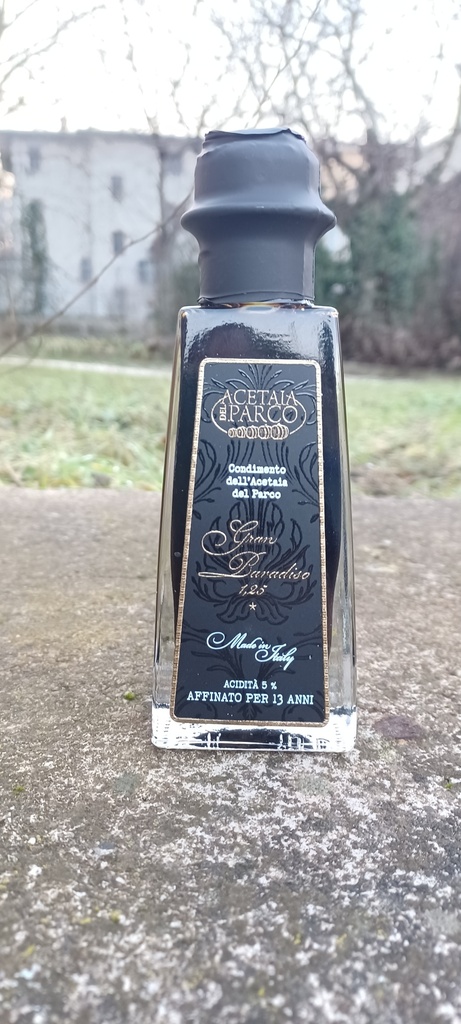 ACETAIA
DEL PARCO
Condimento
dell'Acetaia
del Parco
Gran
Paradiso
1,25
*
Made in
Italy
ACIDITÀ 5 %
AFFINATO PER 13 ANNI